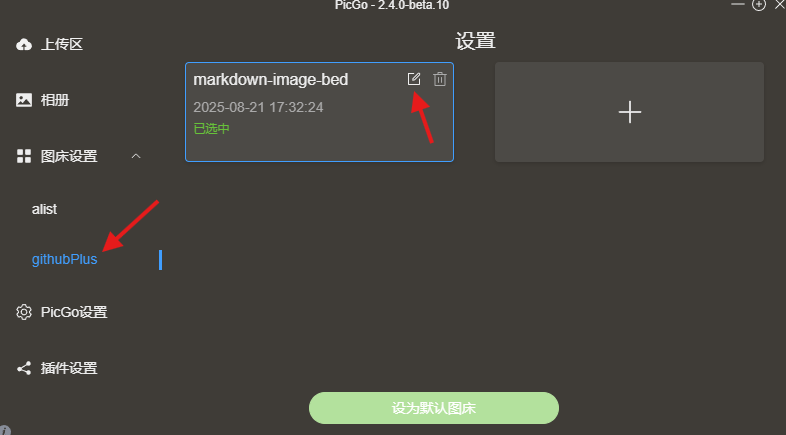 PicGo - 2.4.0-beta.10
上传区
相册
图床设置
alist
githubPlus
PicGo设置
插件设置
设置
markdown-image-bed
2025-08-21 17:32:24
已选中
设为默认图床